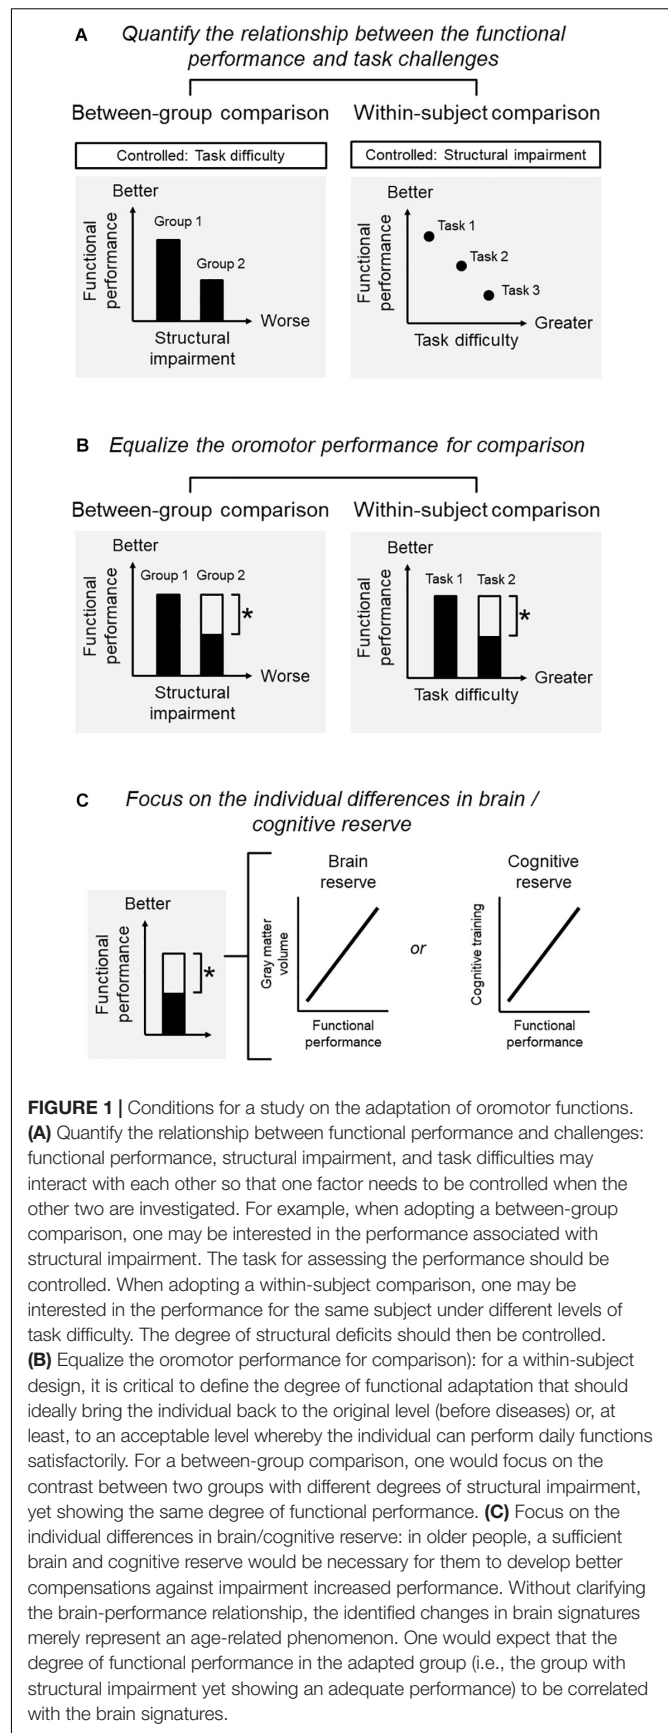 A Quantify the relationship between the functional
performance and task challenges
Between-group comparison
Within-subject comparison
Controlled: Task difficulty
Controlled: Structural impairment
Better
Functional
performance
Group 1
Group 2
Worse
Structural
impairment
Better
Functional
performance
Task 1
Task 2
Task 3
Greater
Task difficulty
B Equalize the oromotor performance for comparison
Between-group comparison
Within-subject comparison
Better
Functional
performance
Group 1 Group 2
*
Worse
Structural
impairment
Better
Functional
performance
Task 1 Task 2
*
Greater
Task difficulty
C Focus on the individual differences in brain /
cognitive reserve
Better
Functional
performance
*
Brain
reserve
Gray matter
volume
Functional
performance
or
Cognitive
reserve
Cognitive training
Functional
performance
FIGURE 1 | Conditions for a study on the adaptation of oromotor functions.
(A) Quantify the relationship between functional performance and challenges:
functional performance, structural impairment, and task difficulties may
interact with each other so that one factor needs to be controlled when the
other two are investigated. For example, when adopting a between-group
comparison, one may be interested in the performance associated with
structural impairment. The task for assessing the performance should be
controlled. When adopting a within-subject comparison, one may be
interested in the performance for the same subject under different levels of
task difficulty. The degree of structural deficits should then be controlled.
(B) Equalize the oromotor performance for comparison): for a within-subject
design, it is critical to define the degree of functional adaptation that should
ideally bring the individual back to the original level (before diseases) or, at
least, to an acceptable level whereby the individual can perform daily functions
satisfactorily. For a between-group comparison, one would focus on the
contrast between two groups with different degrees of structural impairment,
yet showing the same degree of functional performance. (C) Focus on the
individual differences in brain/cognitive reserve: in older people, a sufficient
brain and cognitive reserve would be necessary for them to develop better
compensations against impairment increased performance. Without clarifying
the brain-performance relationship, the identified changes in brain signatures
merely represent an age-related phenomenon. One would expect that the
degree of functional performance in the adapted group (i.e., the group with
structural impairment yet showing an adequate performance) to be correlated
with the brain signatures.